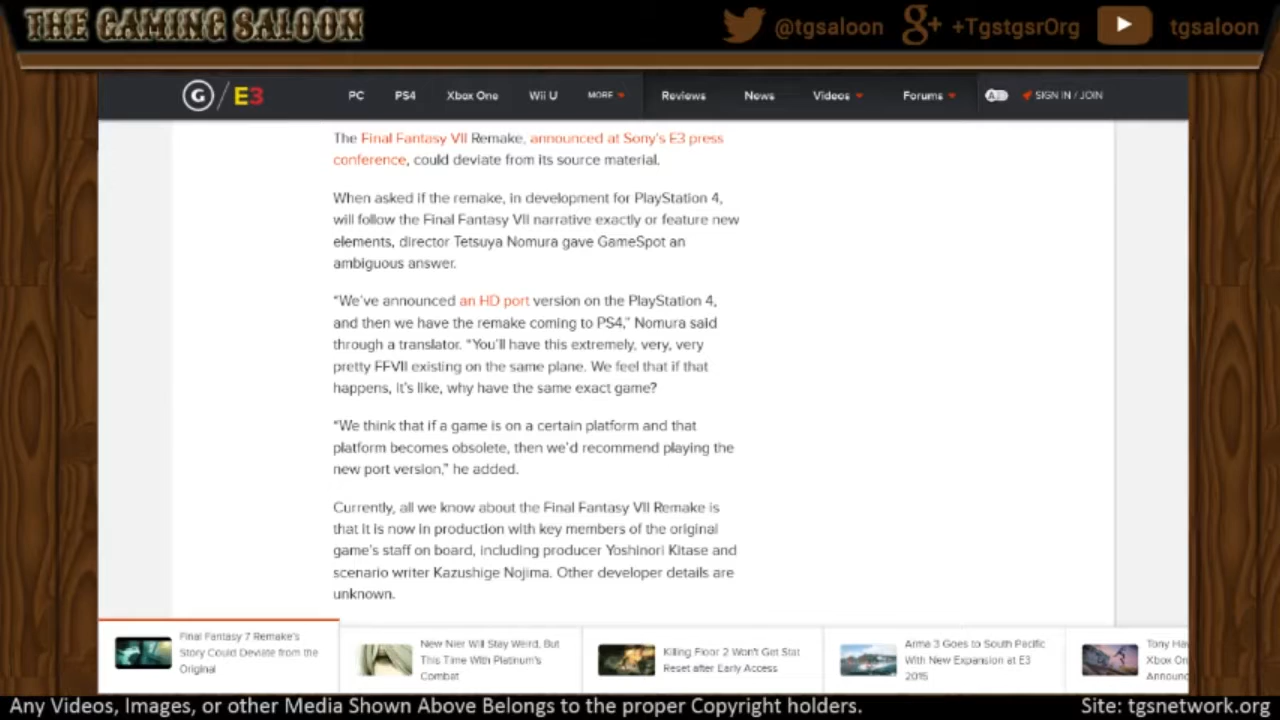 THE GAMING SALOON
@tgsaloon
+TgstgsrOrg
tgsaloon
G / E3
PC PS4 Xbox One Wii U MORE Reviews News Videos Forums SIGN IN / JOIN
The Final Fantasy VII Remake, announced at Sony's E3 press
conference, could deviate from its source material.
When asked if the remake, in development for PlayStation 4,
will follow the Final Fantasy VII narrative exactly or feature new
elements, director Tetsuya Nomura gave GameSpot an
ambiguous answer.
“We've announced an HD port version on the PlayStation 4,
and then we have the remake coming to PS4,” Nomura said
through a translator. “You'll have this extremely, very, very
pretty FFVII existing on the same plane. We feel that if that
happens, it's like, why have the same exact game?
“We think that if a game is on a certain platform and that
platform becomes obsolete, then we'd recommend playing the
new port version,” he added.
Currently, all we know about the Final Fantasy VII Remake is
that it is now in production with key members of the original
game's staff on board, including producer Yoshinori Kitase and
scenario writer Kazushige Nojima. Other developer details are
unknown.
Final Fantasy 7 Remake's
Story Could Deviate from the
Original
New Nier Will Stay Weird, But
This Time With Platinum's
Combat
Killing Floor 2 Won't Get Stat
Reset after Early Access
Arma 3 Goes to South Pacific
With New Expansion at E3
2015
Tony Ha
Xbox On
Announc
Any Videos, Images, or other Media Shown Above Belongs to the proper Copyright holders.
Site: tgsnetwork.org